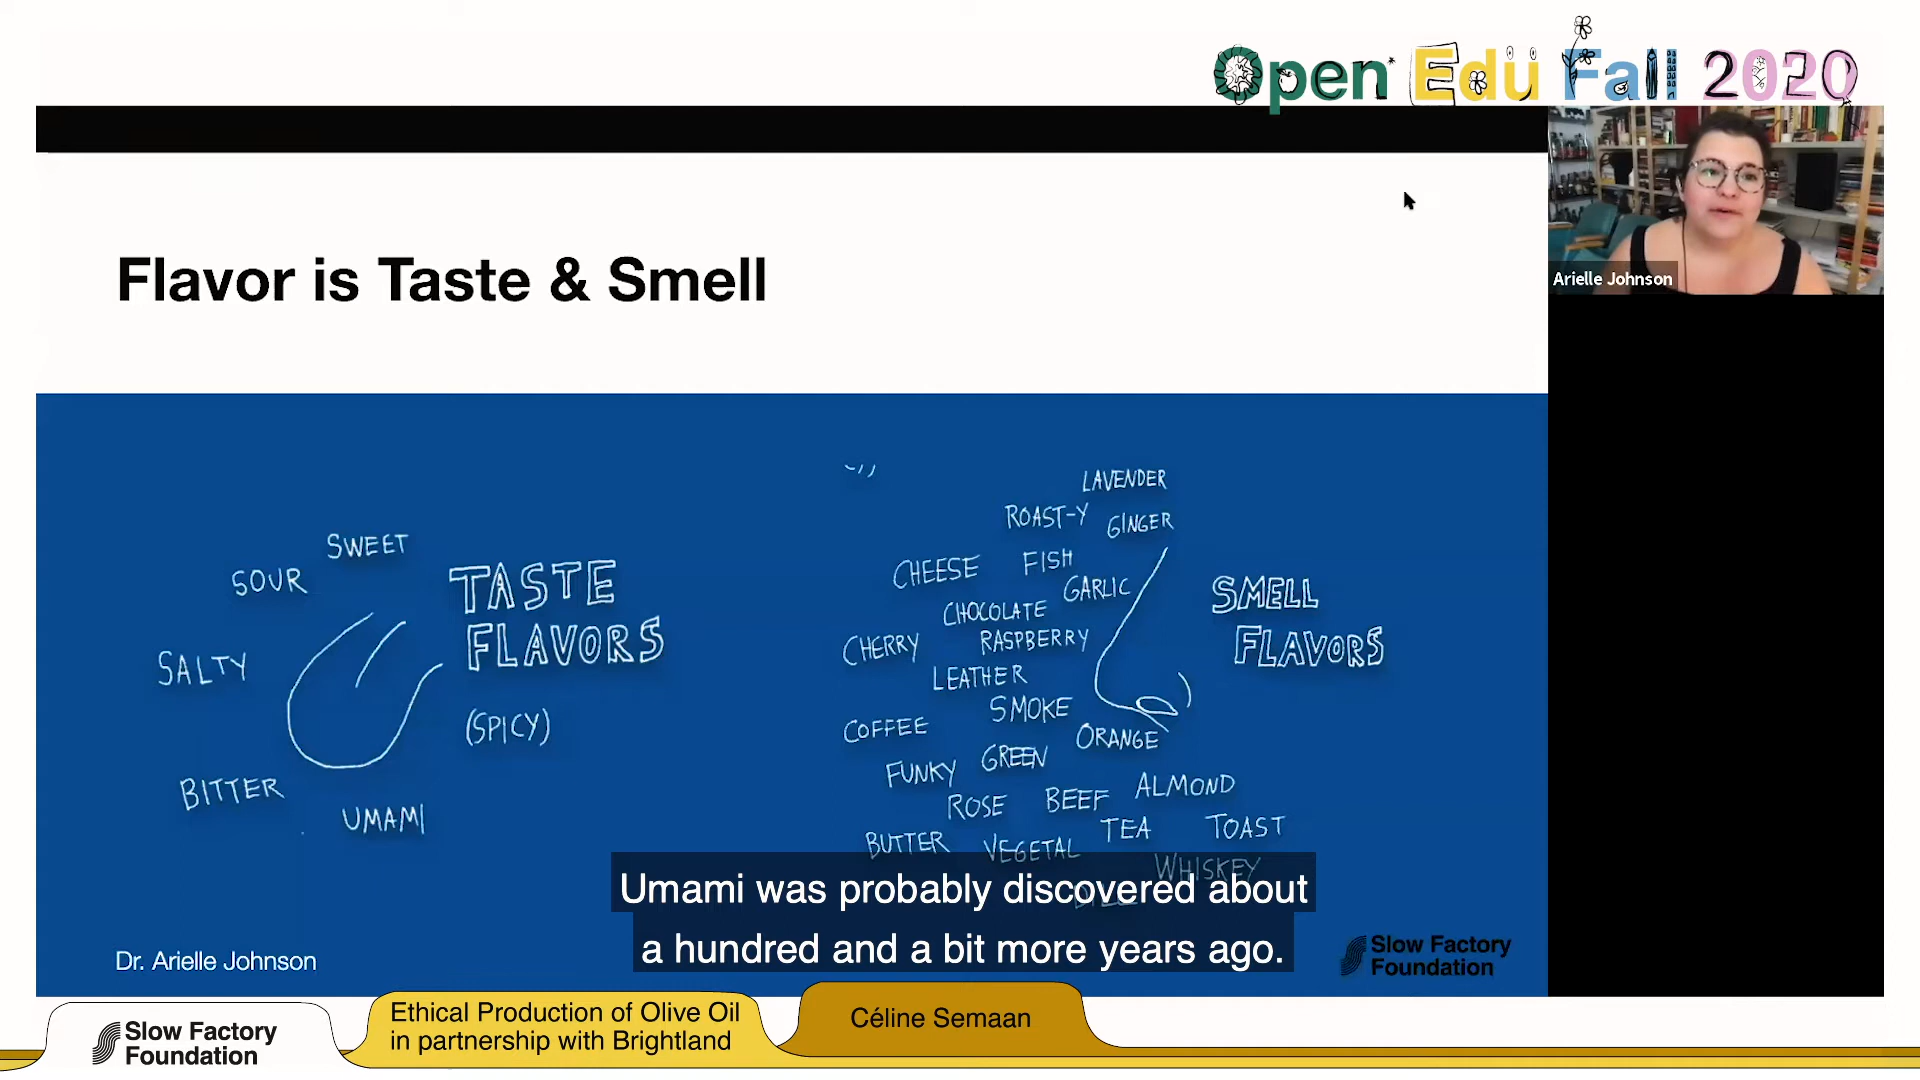 Open Edu Fall 2020
Arielle Johnson
Flavor is Taste & Smell
SWEET
SOUR
TASTE
FLAVORS
SALTY
(SPICY)
BITTER
UMAMI
LAVENDER
ROAST-Y
GINGER
CHEESE
FISH
GARLIC
CHOCOLATE
CHERRY
RASPBERRY
LEATHER
SMOKE
COFFEE
ORANGE
FUNKY
GREEN
ROSE
BEEF
ALMOND
BUTTER
VEGETAL
TEA
TOAST
WHISKEY
SMELL
FLAVORS
Umami was probably discovered about
a hundred and a bit more years ago.
Dr. Arielle Johnson
Slow Factory
Foundation
Slow Factory
Foundation
Ethical Production of Olive Oil
in partnership with Brightland
Céline Semaan